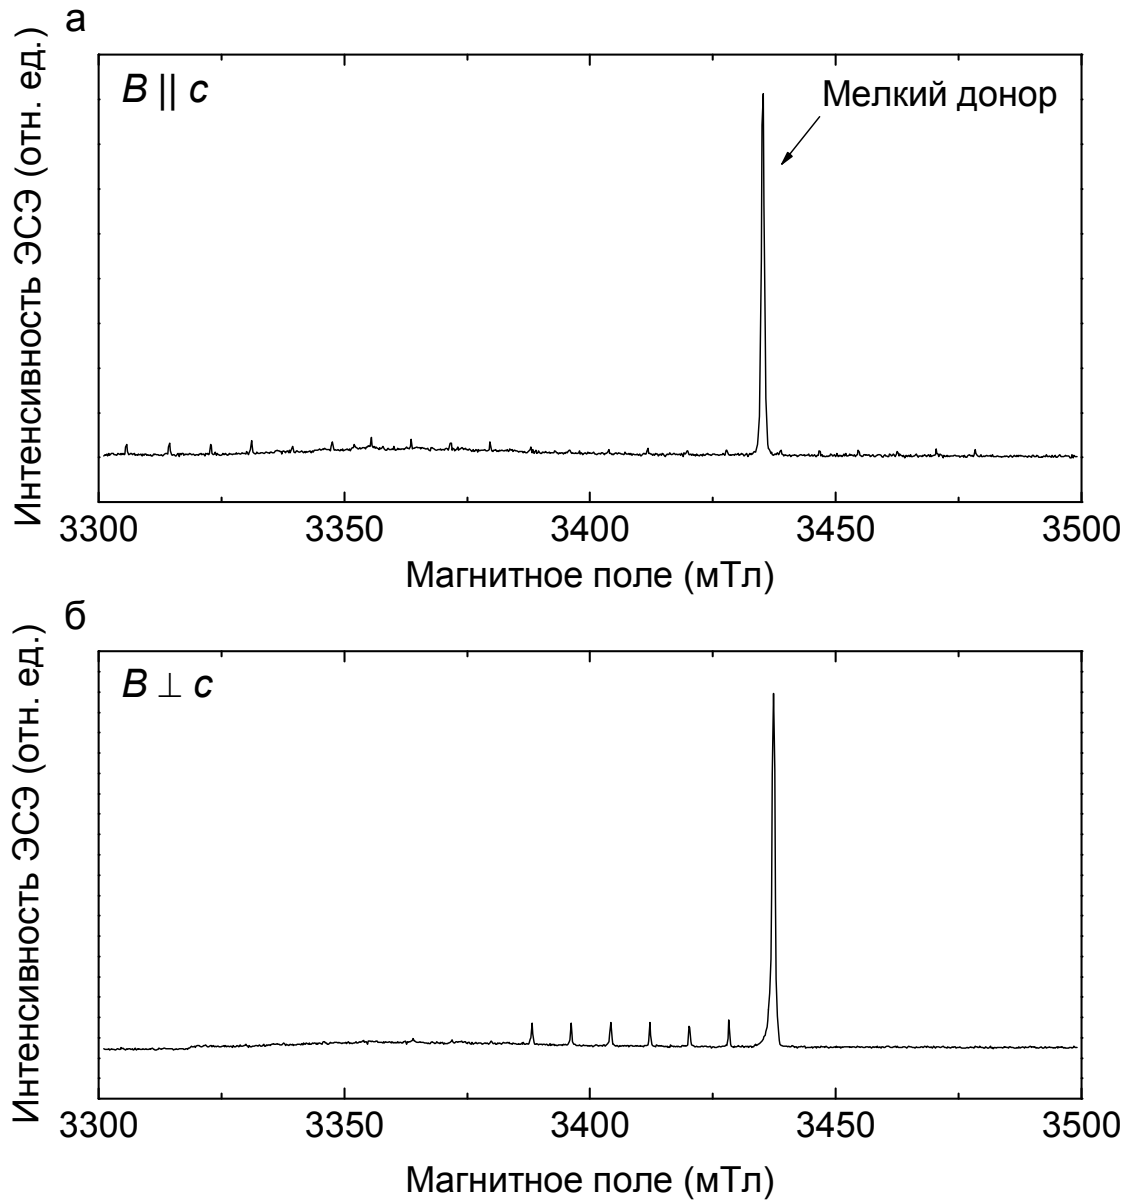 а
Интенсивность ЭСЭ (отн. ед.)
B || c
Мелкий донор
3300 3350 3400 3450 3500
Магнитное поле (мТл)
б
Интенсивность ЭСЭ (отн. ед.)
B ⊥ c
3300 3350 3400 3450 3500
Магнитное поле (мТл)